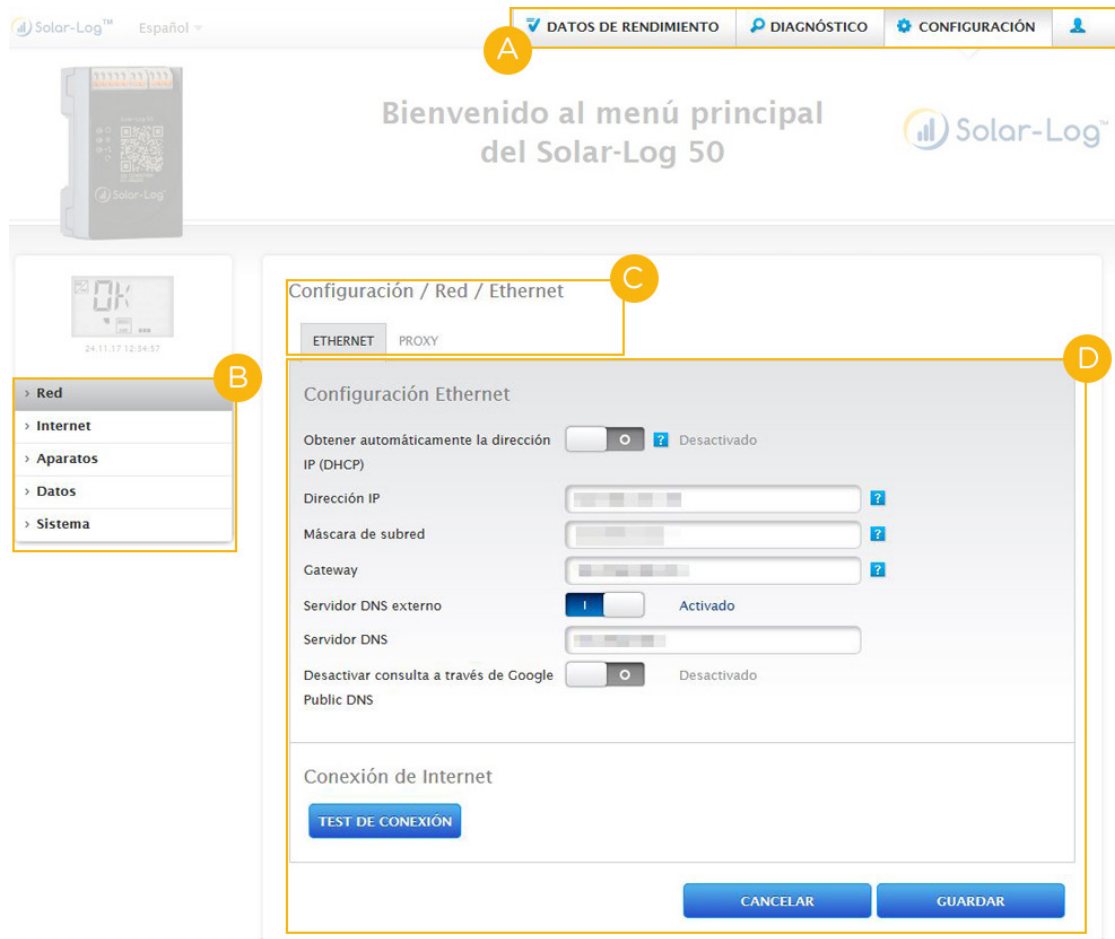 Solar-Log™ Español
DATOS DE RENDIMIENTO DIAGNÓSTICO CONFIGURACIÓN
A
Bienvenido al menú principal
del Solar-Log 50
Solar-Log™
Solar-Log
OK
24.11.17 12:34:57
B
> Red
> Internet
> Aparatos
> Datos
> Sistema
C
Configuración / Red / Ethernet
ETHERNET PROXY
D
Configuración Ethernet
Obtener automáticamente la dirección
IP (DHCP)
? Desactivado
Dirección IP ?
Máscara de subred ?
Gateway ?
Servidor DNS externo I Activado
Servidor DNS
Desactivar consulta a través de Google
Public DNS
Desactivado
Conexión de Internet
TEST DE CONEXIÓN
CANCELAR GUARDAR